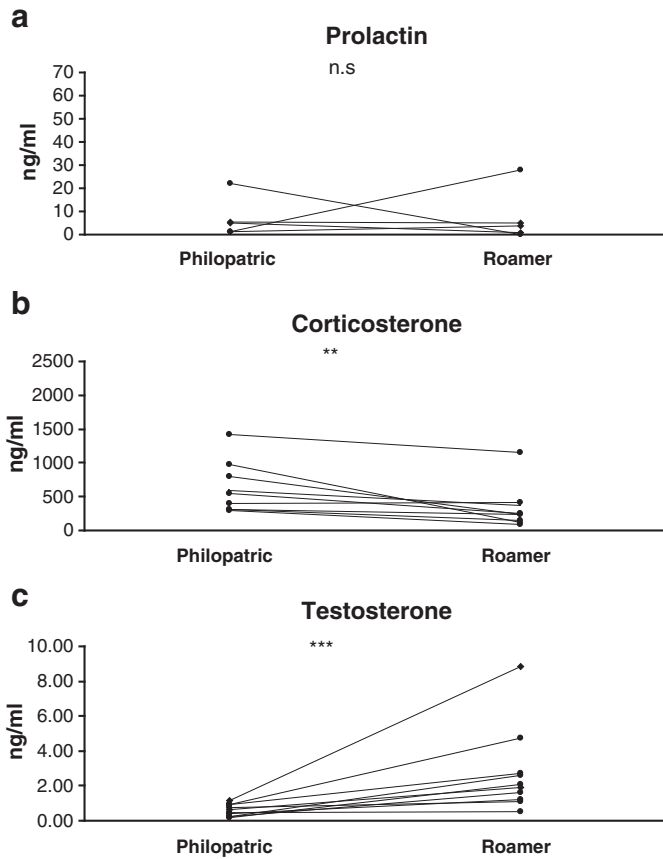 a
Prolactin
n.s
70
60
50
40
30
20
10
0
ng/ml
Philopatric Roamer
b
Corticosterone
**
2500
2000
1500
1000
500
0
ng/ml
Philopatric Roamer
c
Testosterone
***
10.00
8.00
6.00
4.00
2.00
0.00
ng/ml
Philopatric Roamer